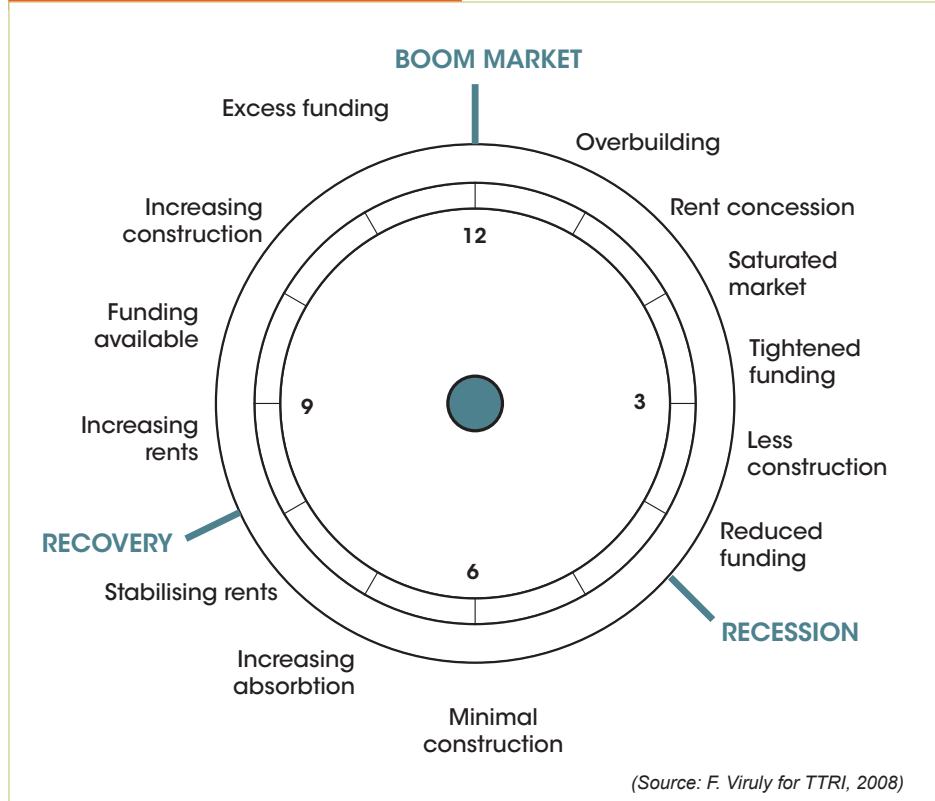 BOOM MARKET
Excess funding
Overbuilding
Increasing
construction
Rent concession
12
Saturated
market
Funding
available
Tightened
funding
9
3
Increasing
rents
Less
construction
RECOVERY
Reduced
funding
6
Stabilising rents
RECESSION
Increasing
absorbtion
Minimal
construction
(Source: F. Viruly for TTRI, 2008)